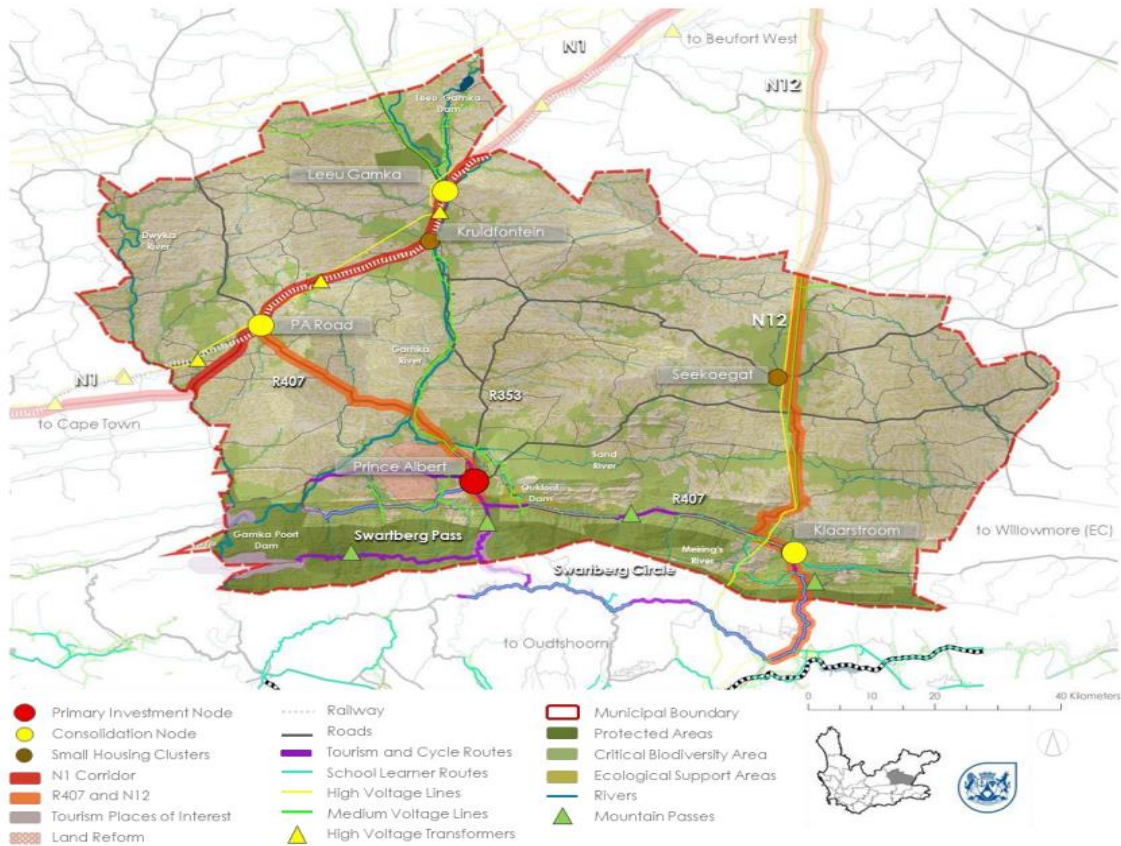 to Beufort West
N1
N12
Leeu Gamka
Dam
Leeu Gamka
Kruidfontein
Dwyka
River
N12
PA Road
Gamka
River
Seekoegat
N1
R407
R353
to Cape Town
Prince Albert
Sand
River
Oukloof
Dam
R407
Klaarstroom
to Willowmore (EC)
Gamka Poort
Dam
Swartberg Pass
Meiring's
River
Swartberg Circle
to Oudtshoorn
0 10 20 40 Kilometers
Primary Investment Node
Consolidation Node
Small Housing Clusters
N1 Corridor
R407 and N12
Tourism Places of Interest
Land Reform
Railway
Roads
Tourism and Cycle Routes
School Learner Routes
High Voltage Lines
Medium Voltage Lines
High Voltage Transformers
Municipal Boundary
Protected Areas
Critical Biodiversity Area
Ecological Support Areas
Rivers
Mountain Passes